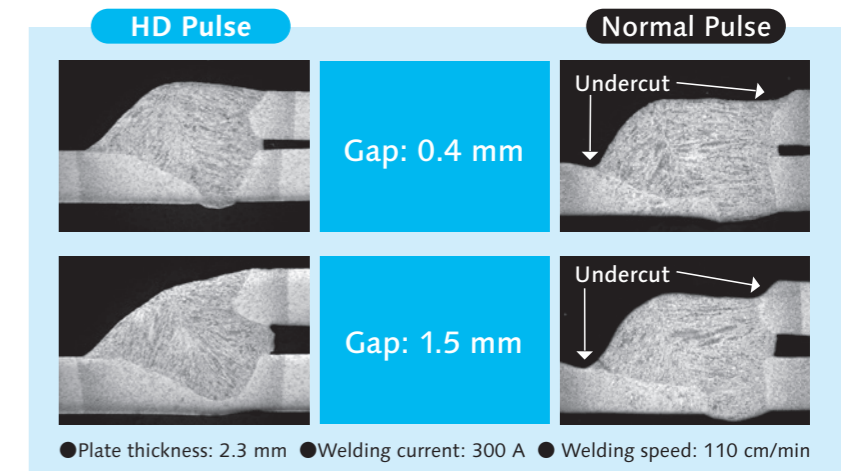 HD Pulse
Normal Pulse
Undercut
Gap: 0.4 mm
Undercut
Gap: 1.5 mm
●Plate thickness: 2.3 mm ●Welding current: 300 A ● Welding speed: 110 cm/min